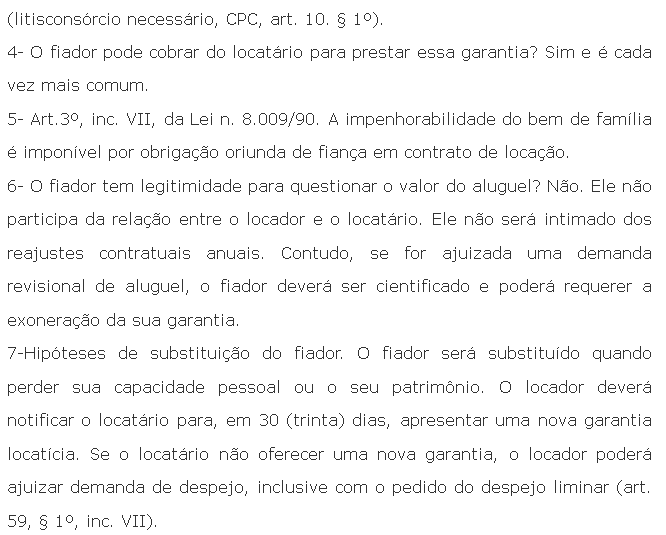 (litisconsórcio necessário, CPC, art. 10. § 1º).
4- O fiador pode cobrar do locatário para prestar essa garantia? Sim e é cada
vez mais comum.
5- Art.3º, inc. VII, da Lei n. 8.009/90. A impenhorabilidade do bem de família
é imponível por obrigação oriunda de fiança em contrato de locação.
6- O fiador tem legitimidade para questionar o valor do aluguel? Não. Ele não
participa da relação entre o locador e o locatário. Ele não será intimado dos
reajustes contratuais anuais. Contudo, se for ajuizada uma demanda
revisional de aluguel, o fiador deverá ser cientificado e poderá requerer a
exoneração da sua garantia.
7-Hipóteses de substituição do fiador. O fiador será substituído quando
perder sua capacidade pessoal ou o seu patrimônio. O locador deverá
notificar o locatário para, em 30 (trinta) dias, apresentar uma nova garantia
locatícia. Se o locatário não oferecer uma nova garantia, o locador poderá
ajuizar demanda de despejo, inclusive com o pedido do despejo liminar (art.
59, § 1º, inc. VII).